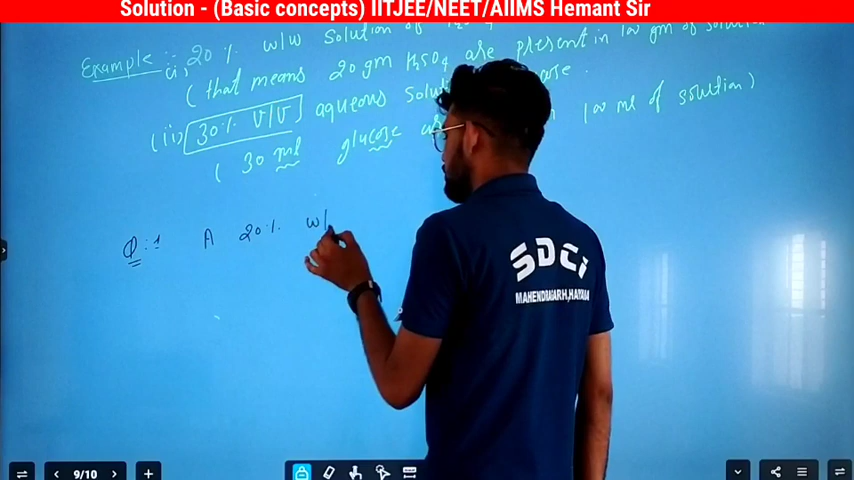 Solution - (Basic concepts) IITJEE/NEET/AIIMS Hemant Sir
Example :- (i) 20 % w/w solution of
( that means 20 gm H2SO4 are present in 100 gm of solution
(ii) 30 % V/V aqueous are
( 30 ml glucose 100 ml of solution )
Q:1 A 20 % w/
SDCI
MAHENDRAGARH, HARYANA
9/10